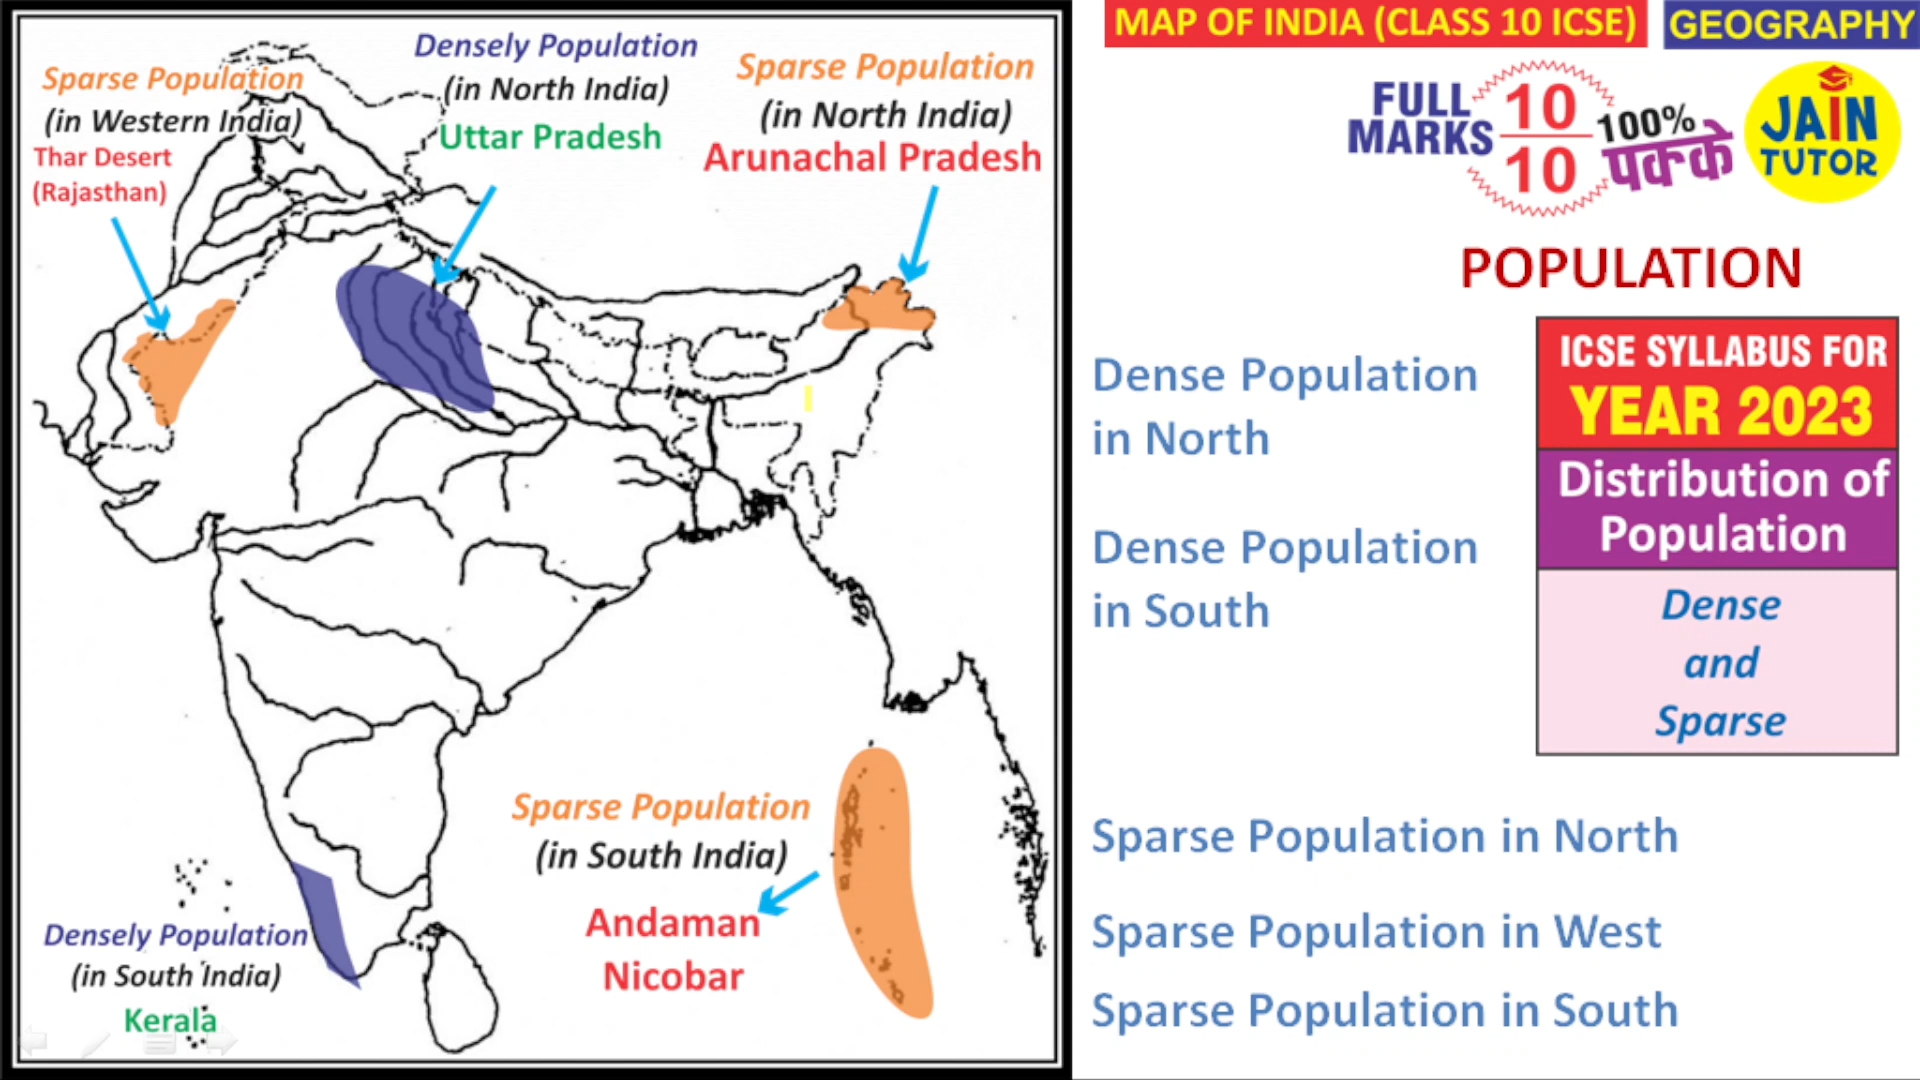 MAP OF INDIA (CLASS 10 ICSE)
GEOGRAPHY
Densely Population
(in North India)
Uttar Pradesh
Sparse Population
(in Western India)
Thar Desert
(Rajasthan)
Sparse Population
(in North India)
Arunachal Pradesh
Sparse Population
(in South India)
Andaman
Nicobar
Densely Population
(in South India)
Kerala
FULL
MARKS
10
10
100%
पक्के
JAIN
TUTOR
POPULATION
Dense Population
in North
Dense Population
in South
ICSE SYLLABUS FOR
YEAR 2023
Distribution of
Population
Dense
and
Sparse
Sparse Population in North
Sparse Population in West
Sparse Population in South